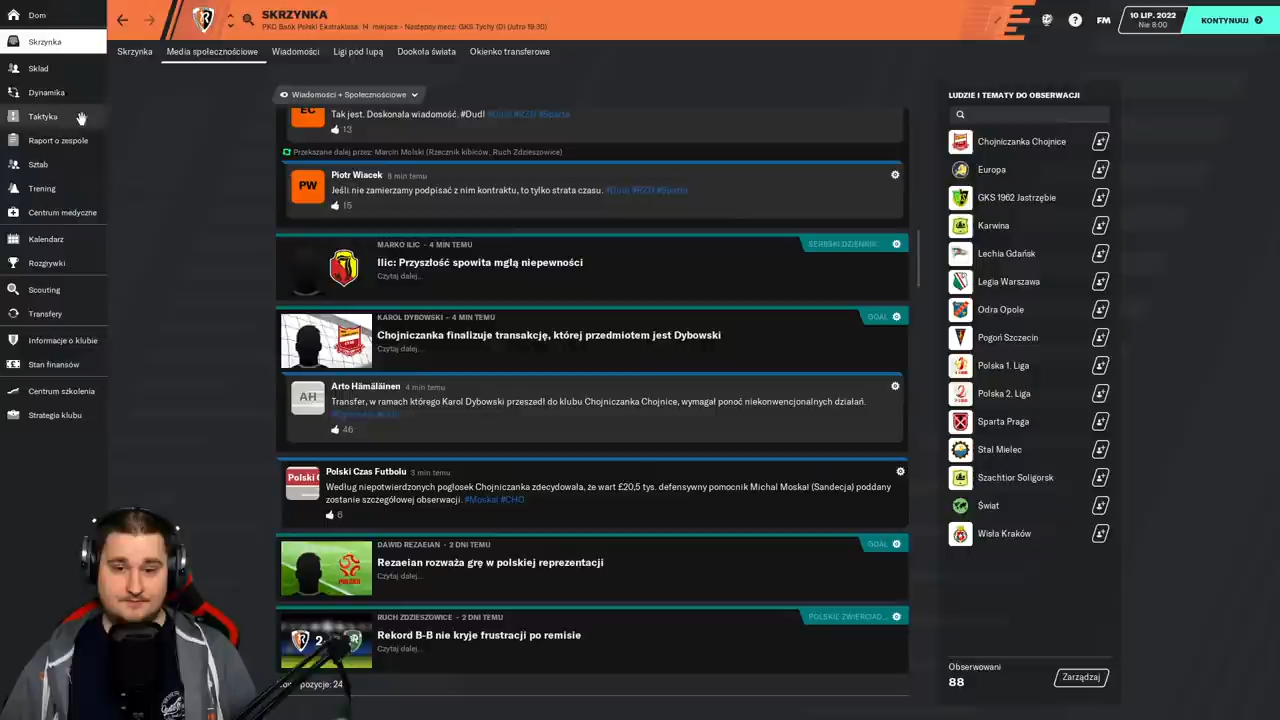 Dom
Skrzynka
Skład
Dynamika
Taktyka
Raport o zespole
Sztab
Trening
Centrum medyczne
Kalendarz
Rozgrywki
Scouting
Transfery
Informacje o klubie
Stan finansów
Centrum szkolenia
Strategia klubu
SKRZYNKA
PKO Bank Polski Ekstraklasa: 14. miejsce - Następny mecz: GKS Tychy (D) (Jutro 19:30)
FM
10 LIP. 2022
Nie 8:00
KONTYNUUJ
Skrzynka Media społecznościowe Wiadomości Ligi pod lupą Dookoła świata Okienko transferowe
Wiadomości + Społecznościowe
EC
Tak jest. Doskonała wiadomość. #Dudl #Dudl #RZD #Sparta
13
Przekazane dalej przez: Marcin Molski (Rzecznik kibiców, Ruch Zdzieszowice)
PW
Piotr Wiacek 8 min temu
Jeśli nie zamierzamy podpisać z nim kontraktu, to tylko strata czasu. #Dudl #RZD #Sparta
15
MARKO ILIC - 4 MIN TEMU
SERBSKI DZIENNIK
Ilic: Przyszłość spowita mgłą niepewności
Czytaj dalej...
KAROL DYBOWSKI - 4 MIN TEMU
GOAL
Chojniczanka finalizuje transakcję, której przedmiotem jest Dybowski
Czytaj dalej...
AH
Arto Hämäläinen 4 min temu
Transfer, w ramach którego Karol Dybowski przeszedł do klubu Chojniczanka Chojnice, wymagał ponoć niekonwencjonalnych działań.
46
Polski Czas Futbolu 3 min temu
Według niepotwierdzonych pogłosek Chojniczanka zdecydowała, że wart £20,5 tys. defensywny pomocnik Michał Moskal (Sandecja) poddany
zostanie szczegółowej obserwacji. #Moskal #CHO
6
DAWID REZAEIAN - 2 DNI TEMU
GOAL
Rezaeian rozważa grę w polskiej reprezentacji
Czytaj dalej...
RUCH ZDZIESZOWICE - 2 DNI TEMU
POLSKIE ZWIERCIAD...
Rekord B-B nie kryje frustracji po remisie
Czytaj dalej...
pozycje: 24
LUDZIE I TEMATY DO OBSERWACJI
Chojniczanka Chojnice
Europa
GKS 1962 Jastrzębie
Karwina
Lechia Gdańsk
Legia Warszawa
Odra Opole
Pogoń Szczecin
Polska 1. Liga
Polska 2. Liga
Sparta Praga
Stal Mielec
Szachtior Soligorsk
Świat
Wisła Kraków
Obserwowani
88
Zarządzaj